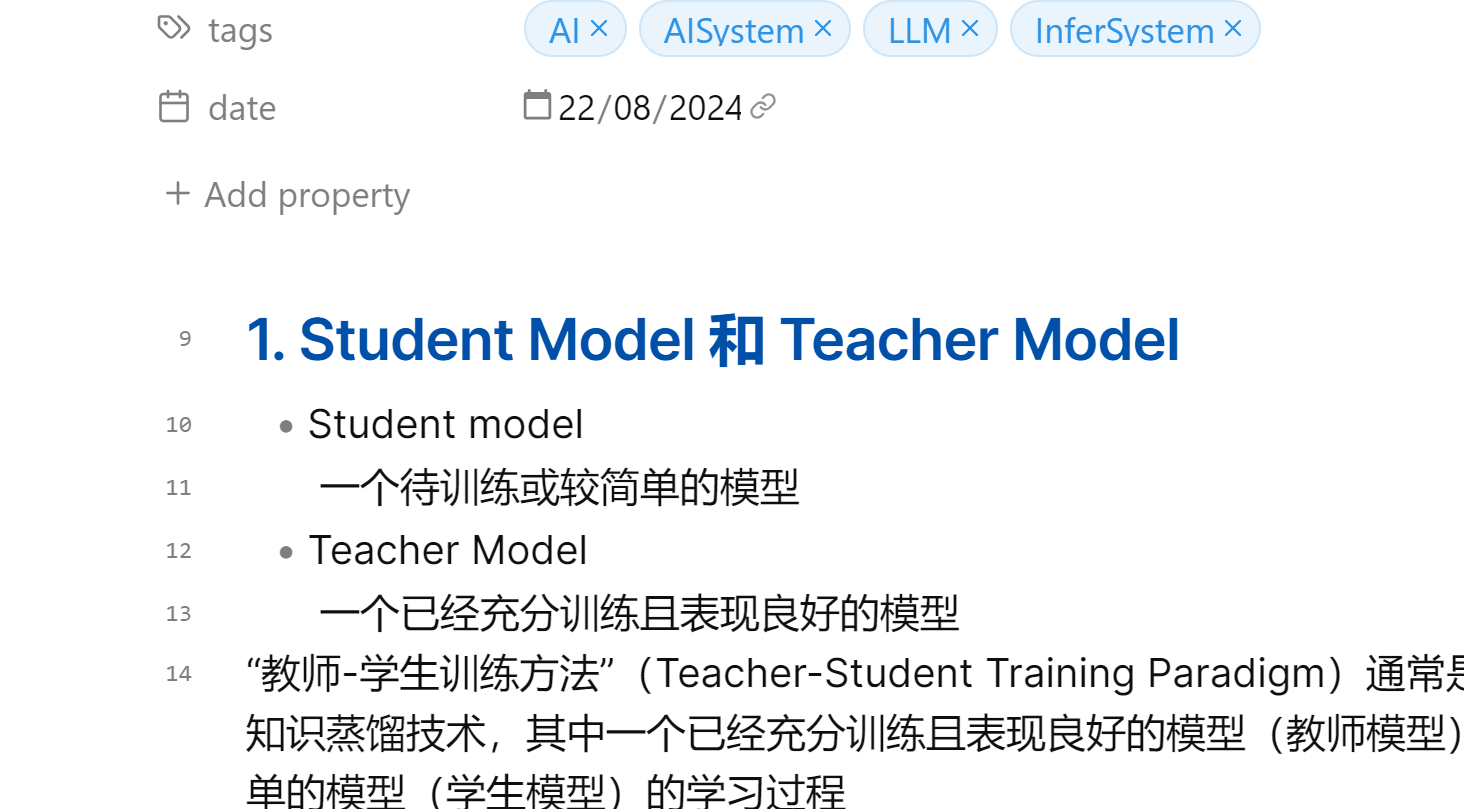 tags AI × AISystem × LLM × InferSystem ×
date 22/08/2024
+ Add property
9 1. Student Model 和 Teacher Model
10 • Student model
11 一个待训练或较简单的模型
12 • Teacher Model
13 一个已经充分训练且表现良好的模型
14 “教师-学生训练方法”（Teacher-Student Training Paradigm）通常是
知识蒸馏技术，其中一个已经充分训练且表现良好的模型（教师模型）
单的模型（学生模型）的学习过程